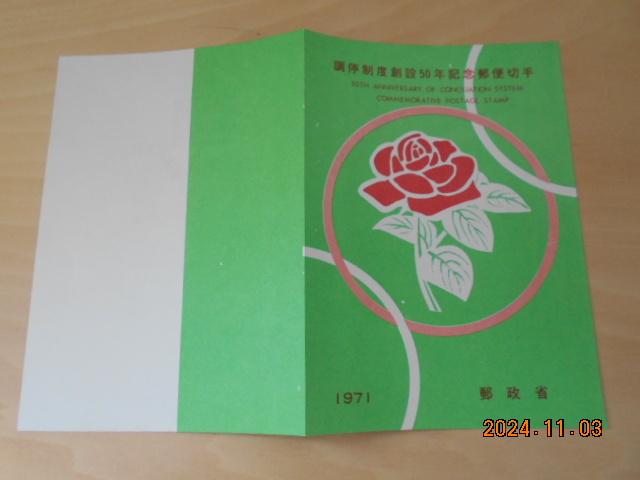 調停制度創設50年記念郵便切手
50TH ANNIVERSARY OF CONCILIATION SYSTEM
COMMEMORATIVE POSTAGE STAMP
1971
郵政省
2024.11.03